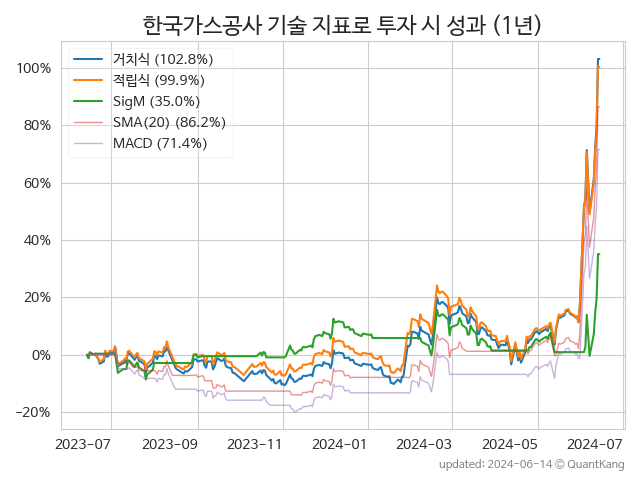 한국가스공사 기술 지표로 투자 시 성과 (1년)
거치식 (102.8%)
적립식 (99.9%)
SigM (35.0%)
SMA(20) (86.2%)
MACD (71.4%)
100%
80%
60%
40%
20%
0%
−20%
2023-07 2023-09 2023-11 2024-01 2024-03 2024-05 2024-07
updated: 2024-06-14 © QuantKang